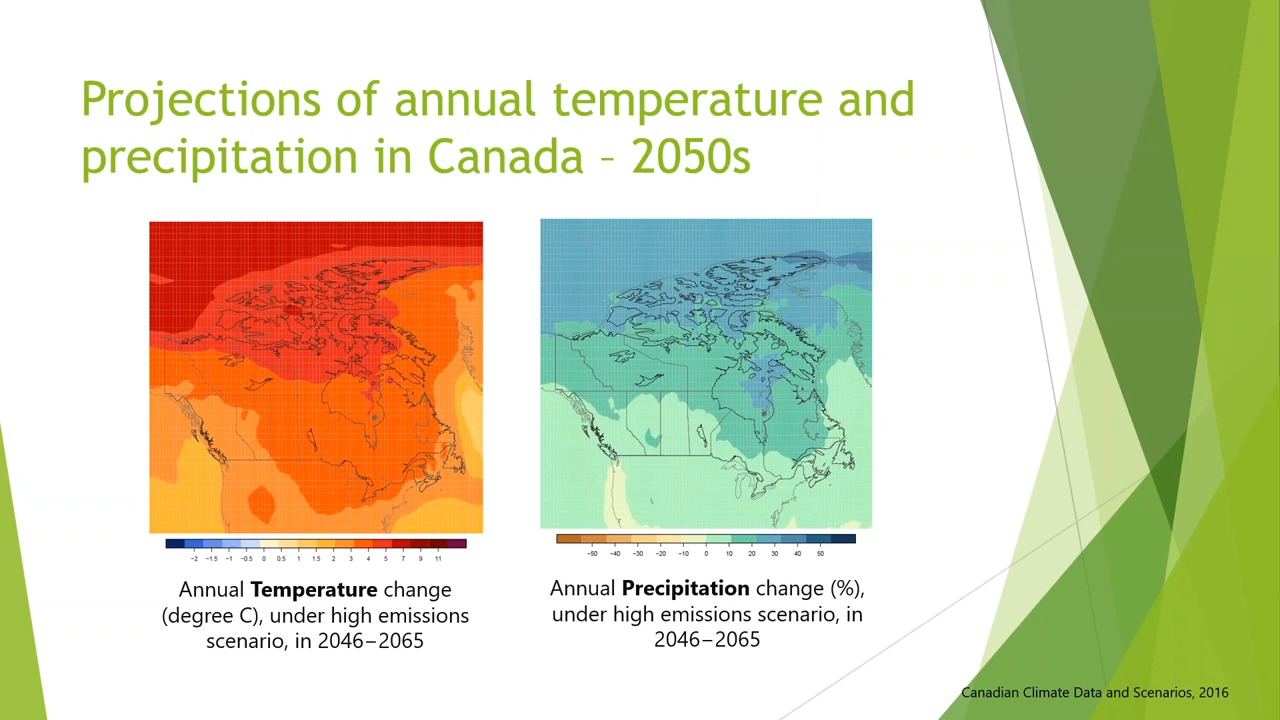 Projections of annual temperature and
precipitation in Canada – 2050s
-2 -1.5 -1 -0.5 0 0.5 1 1.5 2 3 4 5 7 9 11
-50 -40 -30 -20 -10 0 10 20 30 40 50
Annual Temperature change
(degree C), under high emissions
scenario, in 2046–2065
Annual Precipitation change (%),
under high emissions scenario, in
2046–2065
Canadian Climate Data and Scenarios, 2016